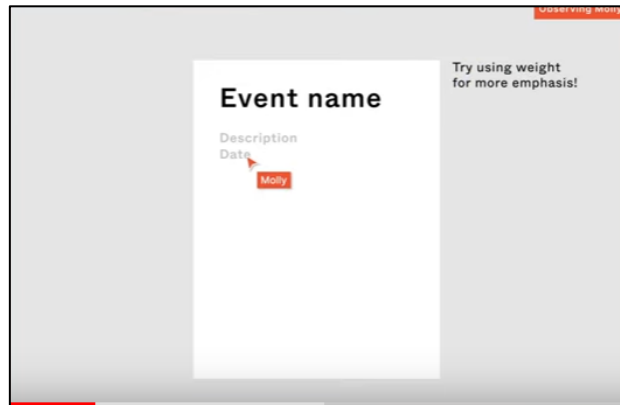 Observing Molly
Event name
Try using weight
for more emphasis!
Description
Date
Molly